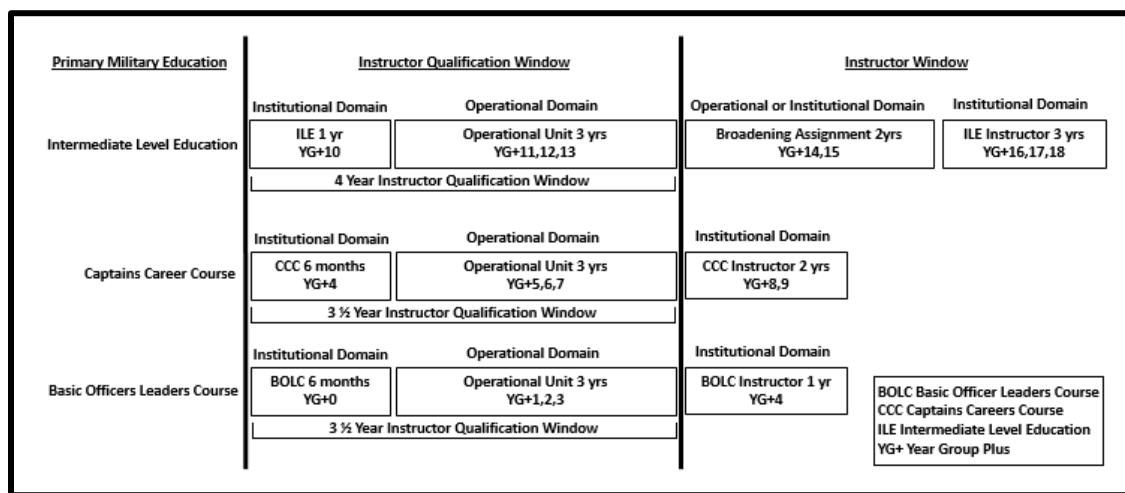 Primary Military Education
Instructor Qualification Window
Instructor Window
Institutional Domain
Operational Domain
Operational or Institutional Domain
Institutional Domain
Intermediate Level Education
ILE 1 yr
YG+10
Operational Unit 3 yrs
YG+11,12,13
Broadening Assignment 2yrs
YG+14,15
ILE Instructor 3 yrs
YG+16,17,18
4 Year Instructor Qualification Window
Institutional Domain
Operational Domain
Institutional Domain
Captains Career Course
CCC 6 months
YG+4
Operational Unit 3 yrs
YG+5,6,7
CCC Instructor 2 yrs
YG+8,9
3 ½ Year Instructor Qualification Window
Institutional Domain
Operational Domain
Institutional Domain
Basic Officers Leaders Course
BOLC 6 months
YG+0
Operational Unit 3 yrs
YG+1,2,3
BOLC Instructor 1 yr
YG+4
3 ½ Year Instructor Qualification Window
BOLC Basic Officer Leaders Course
CCC Captains Careers Course
ILE Intermediate Level Education
YG+ Year Group Plus